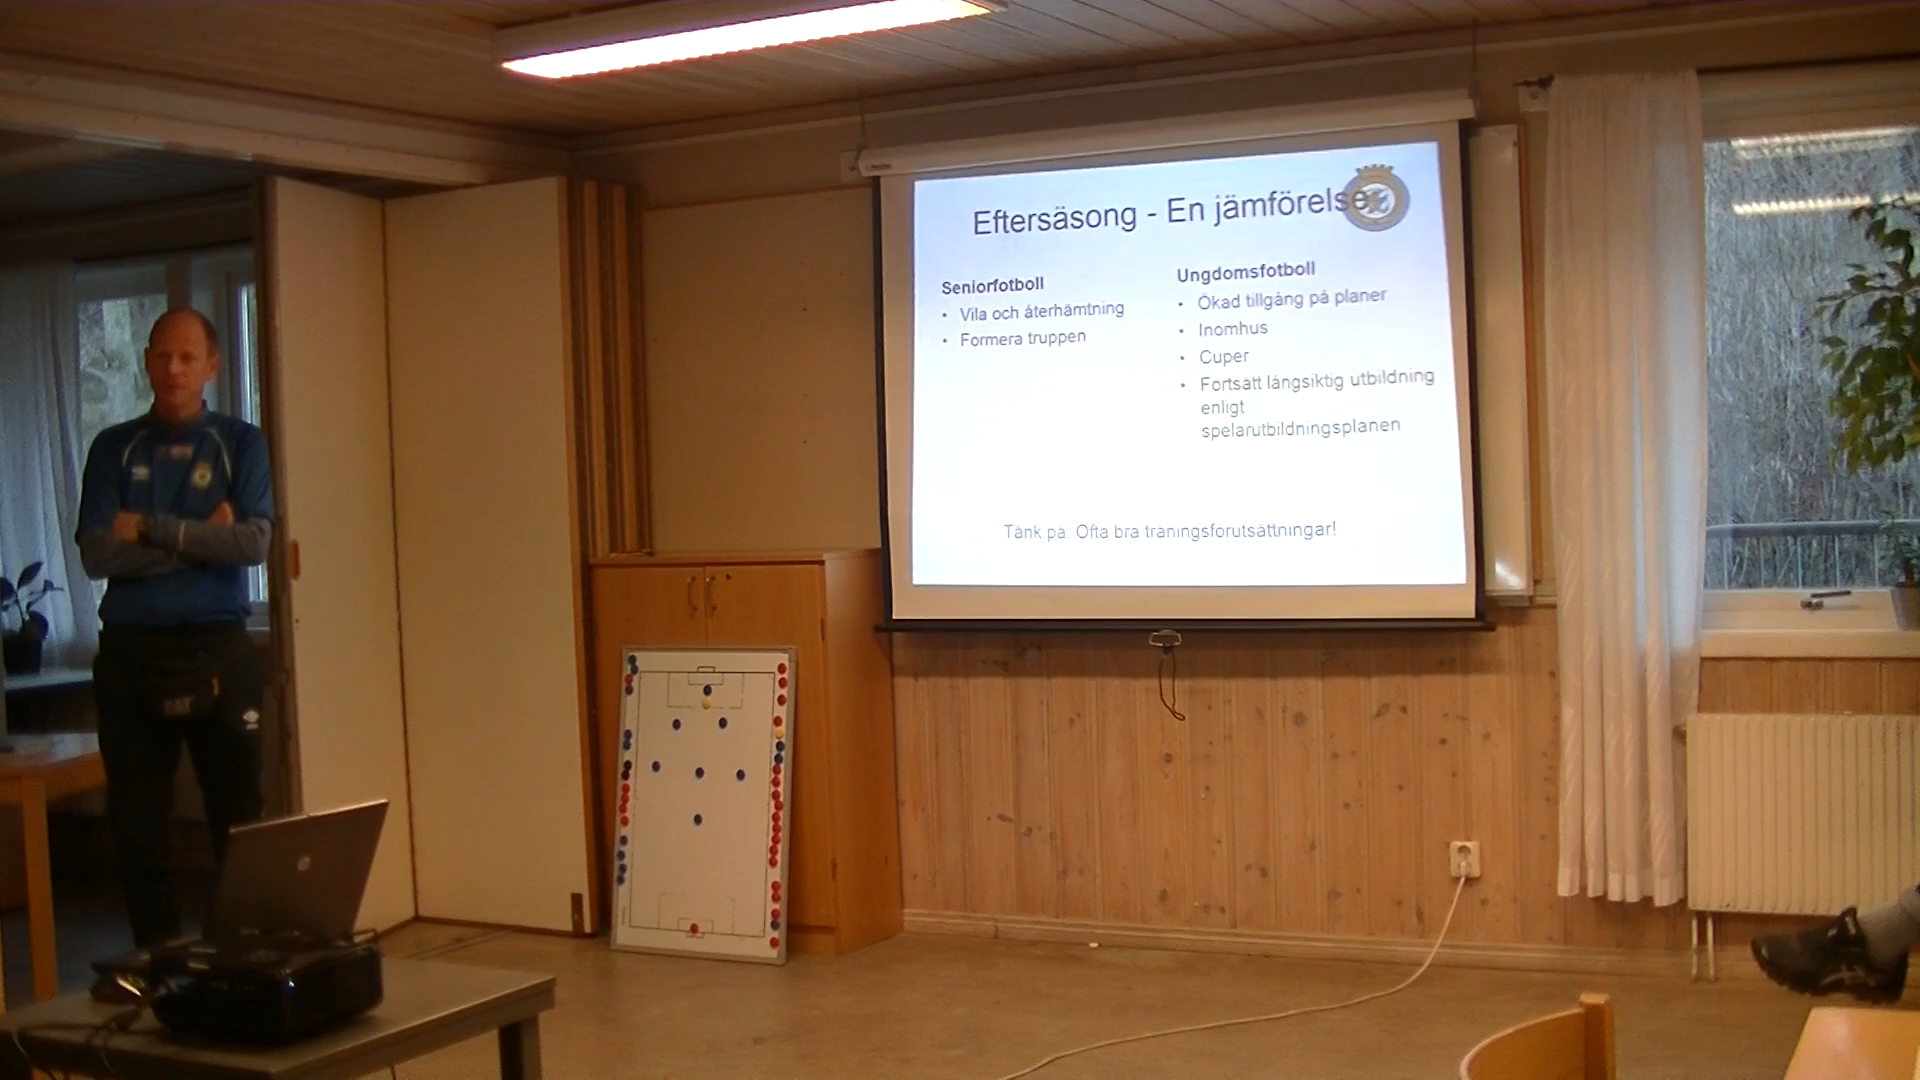 Eftersäsong - En jämförelse
Seniorfotboll
• Vila och återhämtning
• Formera truppen
Ungdomsfotboll
• Ökad tillgång på planer
• Inomhus
• Cuper
• Fortsätt långsiktig utbildning
enligt
spelarutbildningsplanen
Tänk på: Ofta bra träningsförutsättningar!
CAT